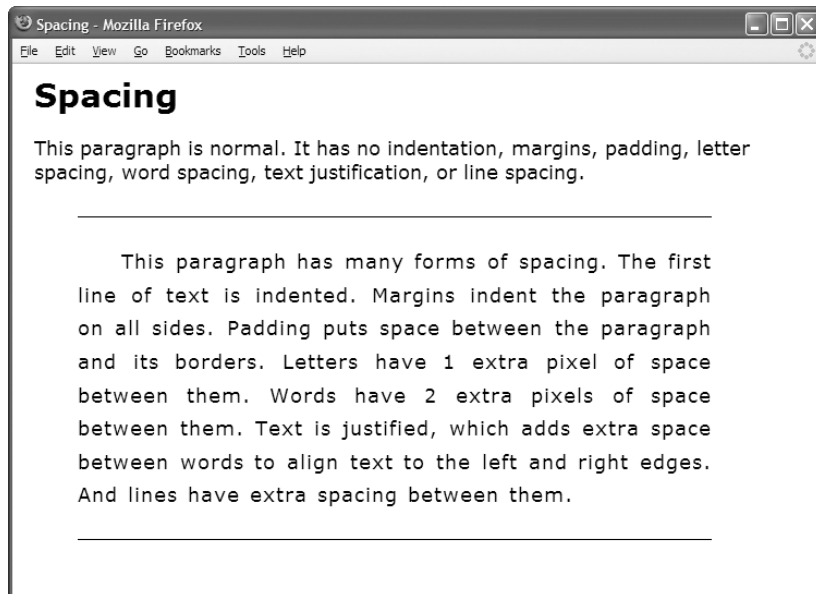 Spacing - Mozilla Firefox
File Edit View Go Bookmarks Tools Help
Spacing
This paragraph is normal. It has no indentation, margins, padding, letter
spacing, word spacing, text justification, or line spacing.
This paragraph has many forms of spacing. The first
line of text is indented. Margins indent the paragraph
on all sides. Padding puts space between the paragraph
and its borders. Letters have 1 extra pixel of space
between them. Words have 2 extra pixels of space
between them. Text is justified, which adds extra space
between words to align text to the left and right edges.
And lines have extra spacing between them.